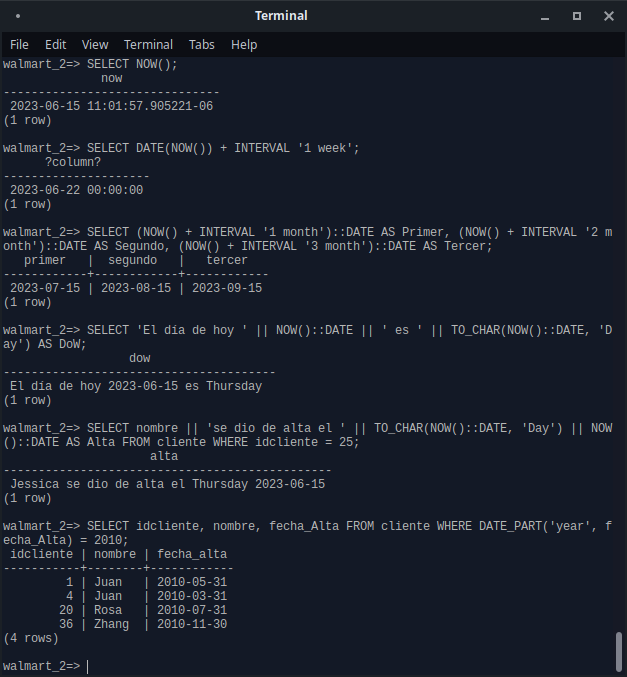 Terminal
File Edit View Terminal Tabs Help
walmart_2=> SELECT NOW();
              now
-------------------------------
 2023-06-15 11:01:57.905221-06
(1 row)

walmart_2=> SELECT DATE(NOW()) + INTERVAL '1 week';
      ?column?
---------------------
 2023-06-22 00:00:00
(1 row)

walmart_2=> SELECT (NOW() + INTERVAL '1 month')::DATE AS Primer, (NOW() + INTERVAL '2 m
onth')::DATE AS Segundo, (NOW() + INTERVAL '3 month')::DATE AS Tercer;
   primer   |  segundo   |   tercer
------------+------------+------------
 2023-07-15 | 2023-08-15 | 2023-09-15
(1 row)

walmart_2=> SELECT 'El día de hoy ' || NOW()::DATE || ' es ' || TO_CHAR(NOW()::DATE, 'D
ay') AS DoW;
                  dow
---------------------------------------
 El día de hoy 2023-06-15 es Thursday
(1 row)

walmart_2=> SELECT nombre || 'se dio de alta el ' || TO_CHAR(NOW()::DATE, 'Day') || NOW
()::DATE AS Alta FROM cliente WHERE idcliente = 25;
                     alta
-----------------------------------------------
 Jessica se dio de alta el Thursday 2023-06-15
(1 row)

walmart_2=> SELECT idcliente, nombre, fecha_Alta FROM cliente WHERE DATE_PART('year', f
echa_Alta) = 2010;
 idcliente | nombre | fecha_alta
-----------+--------+------------
         1 | Juan   | 2010-05-31
         4 | Juan   | 2010-03-31
        20 | Rosa   | 2010-07-31
        36 | Zhang  | 2010-11-30
(4 rows)

walmart_2=>